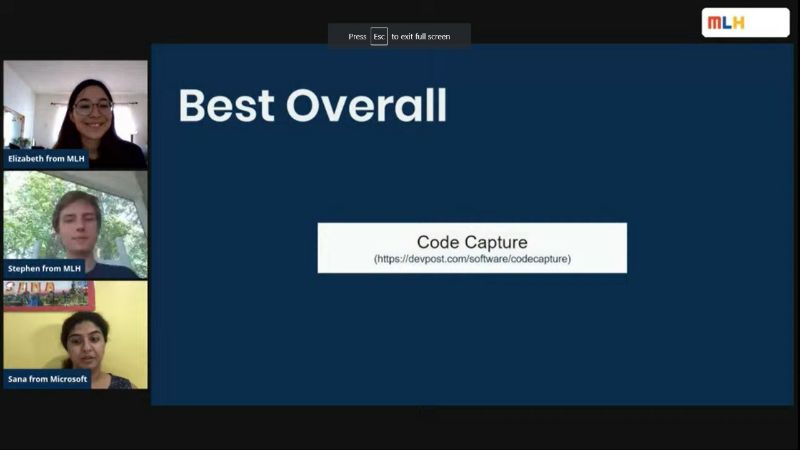 MLH
Press Esc to exit full screen
Best Overall
Elizabeth from MLH
Code Capture
(https://devpost.com/software/codecapture)
Stephen from MLH
Sana from Microsoft